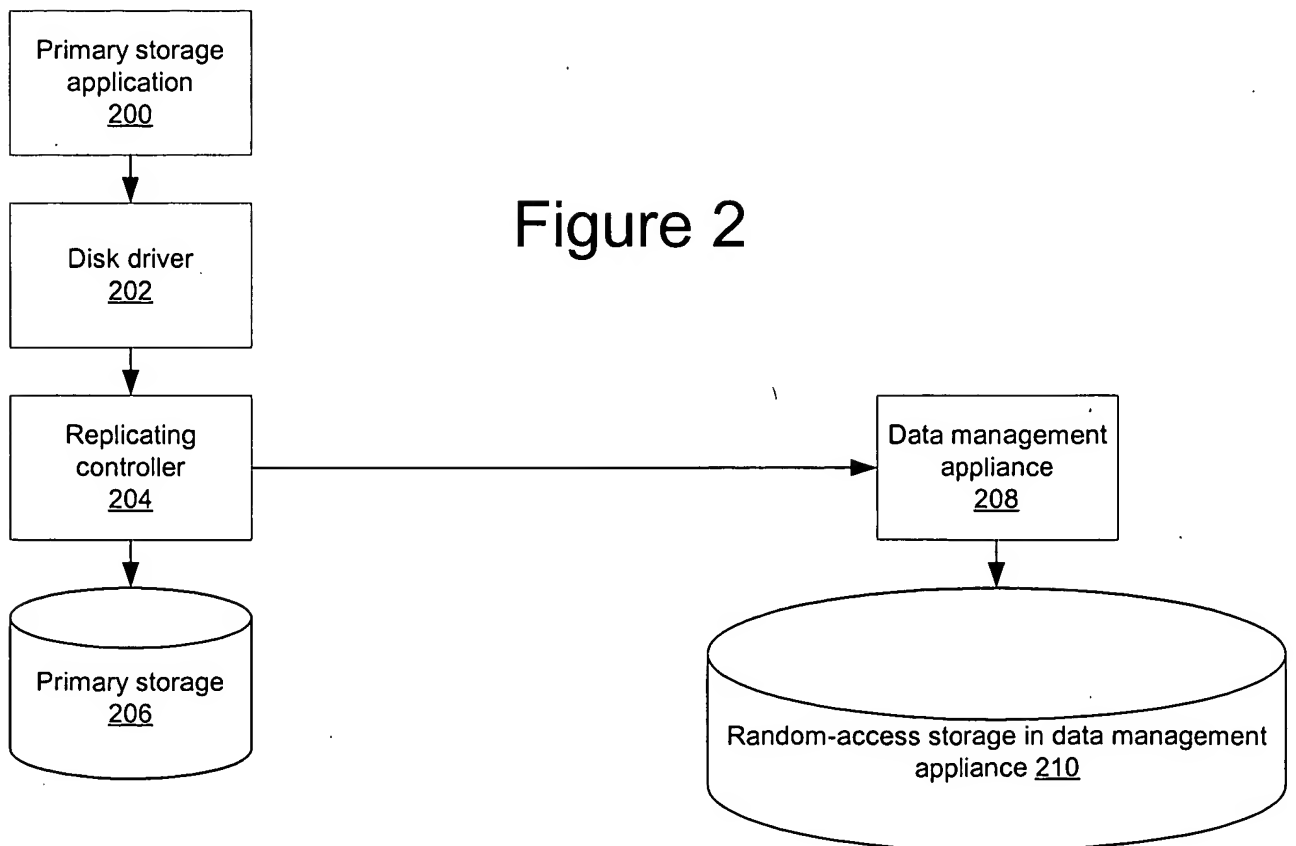 Primary storage
application
200
Figure 2
Disk driver
202
Replicating
controller
204
Data management
appliance
208
Primary storage
206
Random-access storage in data management
appliance 210